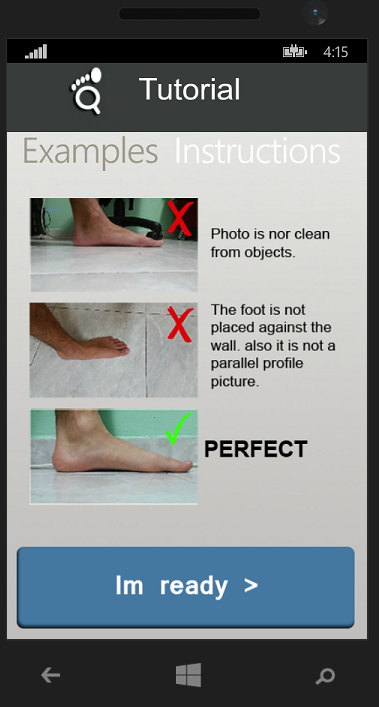 4:15
Tutorial
Examples Instructions
Photo is nor clean
from objects.
The foot is not
placed against the
wall. also it is not a
parallel profile
picture.
PERFECT
Im ready >